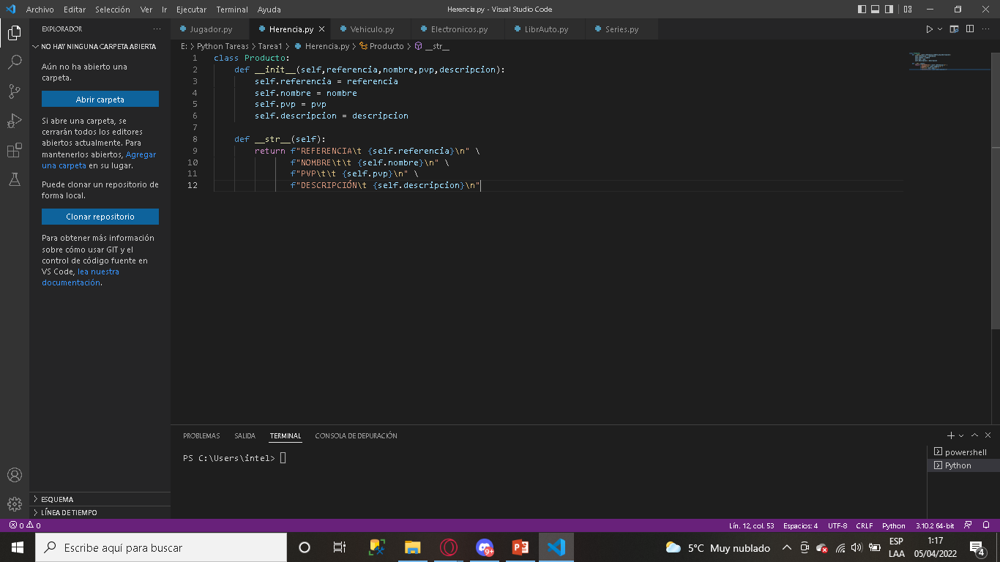 Archivo Editar Selección Ver Ir Ejecutar Terminal Ayuda
Herencia.py - Visual Studio Code
EXPLORADOR
Jugador.py
Herencia.py
Vehiculo.py
Electronicos.py
LibrAuto.py
Series.py
NO HAY NINGUNA CARPETA ABIERTA
E: > Python Tareas > Tarea1 > Herencia.py > Producto > __str__
Aún no ha abierto una
carpeta.
Abrir carpeta
Si abre una carpeta, se
cerrarán todos los editores
abiertos actualmente. Para
mantenerlos abiertos, Agregar
una carpeta en su lugar.
Puede clonar un repositorio de
forma local.
Clonar repositorio
Para obtener más información
sobre cómo usar GIT y el
control de código fuente en
VS Code, lea nuestra
documentación.
ESQUEMA
LÍNEA DE TIEMPO
1 class Producto:
2     def __init__(self,referencia,nombre,pvp,descripcion):
3         self.referencia = referencia
4         self.nombre = nombre
5         self.pvp = pvp
6         self.descripcion = descripcion
7
8     def __str__(self):
9         return f"REFERENCIA\t {self.referencia}\n" \
10                f"NOMBRE\t\t {self.nombre}\n" \
11                f"PVP\t\t {self.pvp}\n" \
12                f"DESCRIPCIÓN\t {self.descripcion}\n"
PROBLEMAS SALIDA TERMINAL CONSOLA DE DEPURACIÓN
PS C:\Users\intel>
powershell
Python
0 0
Lín. 12, col. 53 Espacios: 4 UTF-8 CRLF Python 3.10.2 64-bit
Escribe aquí para buscar
9+
5°C Muy nublado
ESP
LAA
1:17
05/04/2022
4